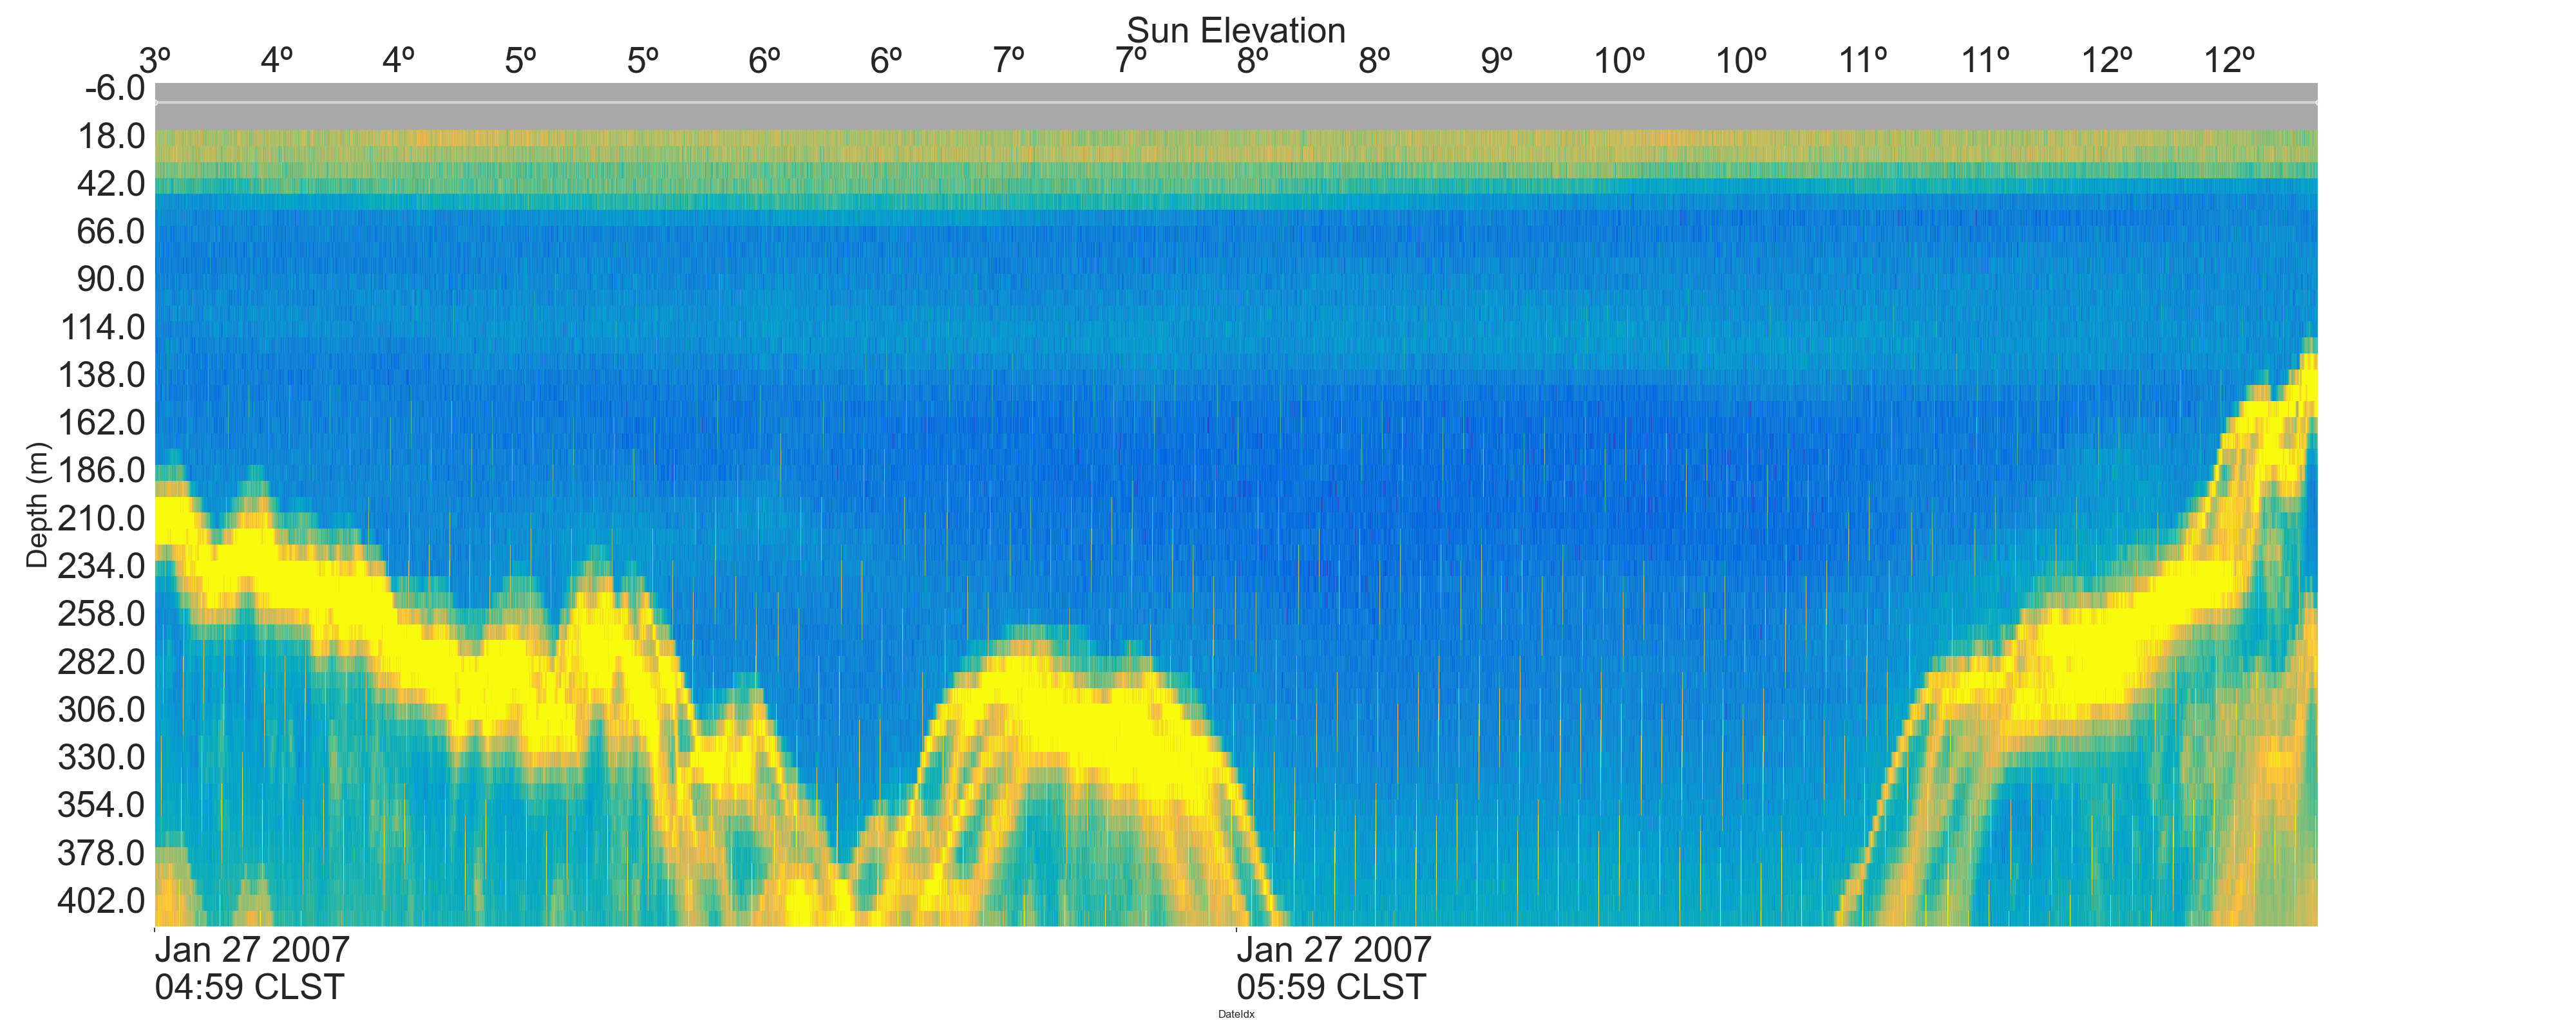 Sun Elevation
3º 4º 4º 5º 5º 6º 6º 7º 7º 8º 8º 9º 10º 10º 11º 11º 12º 12º
-6.0
18.0
42.0
66.0
90.0
114.0
138.0
162.0
186.0
210.0
234.0
258.0
282.0
306.0
330.0
354.0
378.0
402.0
Depth (m)
Jan 27 2007
04:59 CLST
Jan 27 2007
05:59 CLST
DateIdx